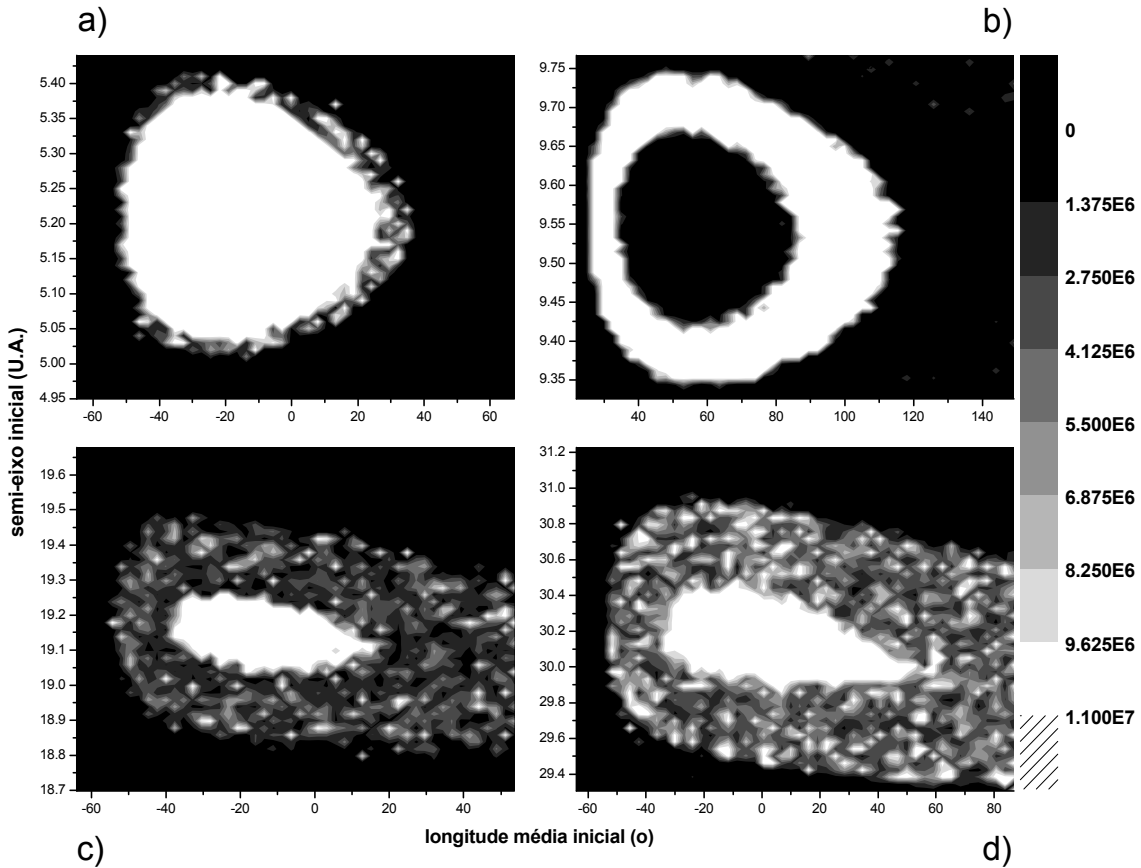 a)
b)
5.40
5.35
5.30
5.25
5.20
5.15
5.10
5.05
5.00
4.95
-60 -40 -20 0 20 40 60
9.75
9.70
9.65
9.60
9.55
9.50
9.45
9.40
9.35
40 60 80 100 120 140
0
1.375E6
2.750E6
4.125E6
5.500E6
6.875E6
8.250E6
9.625E6
1.100E7
semi-eixo inicial (U.A.)
19.6
19.5
19.4
19.3
19.2
19.1
19.0
18.9
18.8
18.7
-60 -40 -20 0 20 40
31.2
31.0
30.8
30.6
30.4
30.2
30.0
29.8
29.6
29.4
-60 -40 -20 0 20 40 60 80
longitude média inicial (o)
c)
d)